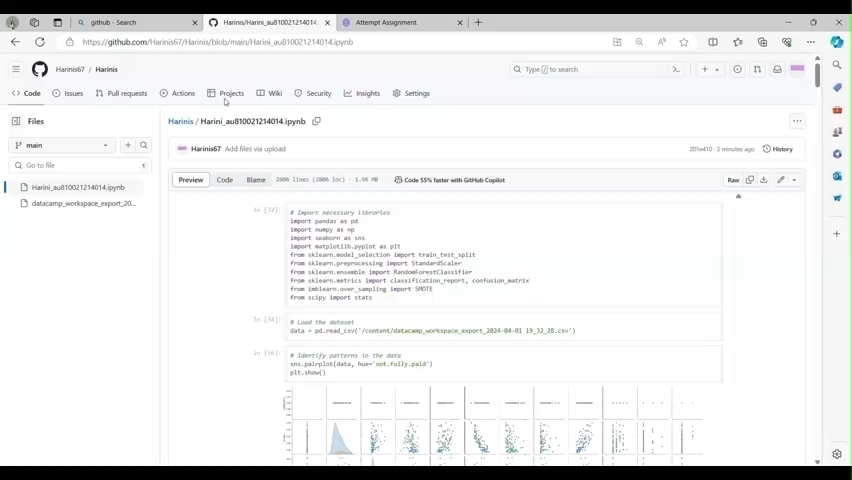 github - Search
Harinis/Harini_au810021214014.ip
Attempt Assignment
https://github.com/Harinis67/Harinis/blob/main/Harini_au810021214014.ipynb
Harinis67 / Harinis
Type / to search
Code
Issues
Pull requests
Actions
Projects
Wiki
Security
Insights
Settings
Files
Harinis / Harini_au810021214014.ipynb
main
Harinis67 Add files via upload
201e410 · 3 minutes ago
History
Go to file
Preview
Code
Blame
2806 lines (2806 loc) · 1.96 MB
Code 55% faster with GitHub Copilot
Raw
Harini_au810021214014.ipynb
datacamp_workspace_export_20...
In [32]:
# Import necessary libraries
import pandas as pd
import numpy as np
import seaborn as sns
import matplotlib.pyplot as plt
from sklearn.model_selection import train_test_split
from sklearn.preprocessing import StandardScaler
from sklearn.ensemble import RandomForestClassifier
from sklearn.metrics import classification_report, confusion_matrix
from imblearn.over_sampling import SMOTE
from scipy import stats
In [34]:
# Load the dataset
data = pd.read_csv('/content/datacamp_workspace_export_2024-04-01 19_32_28.csv')
In [36]:
# Identify patterns in the data
sns.pairplot(data, hue='not.fully.paid')
plt.show()